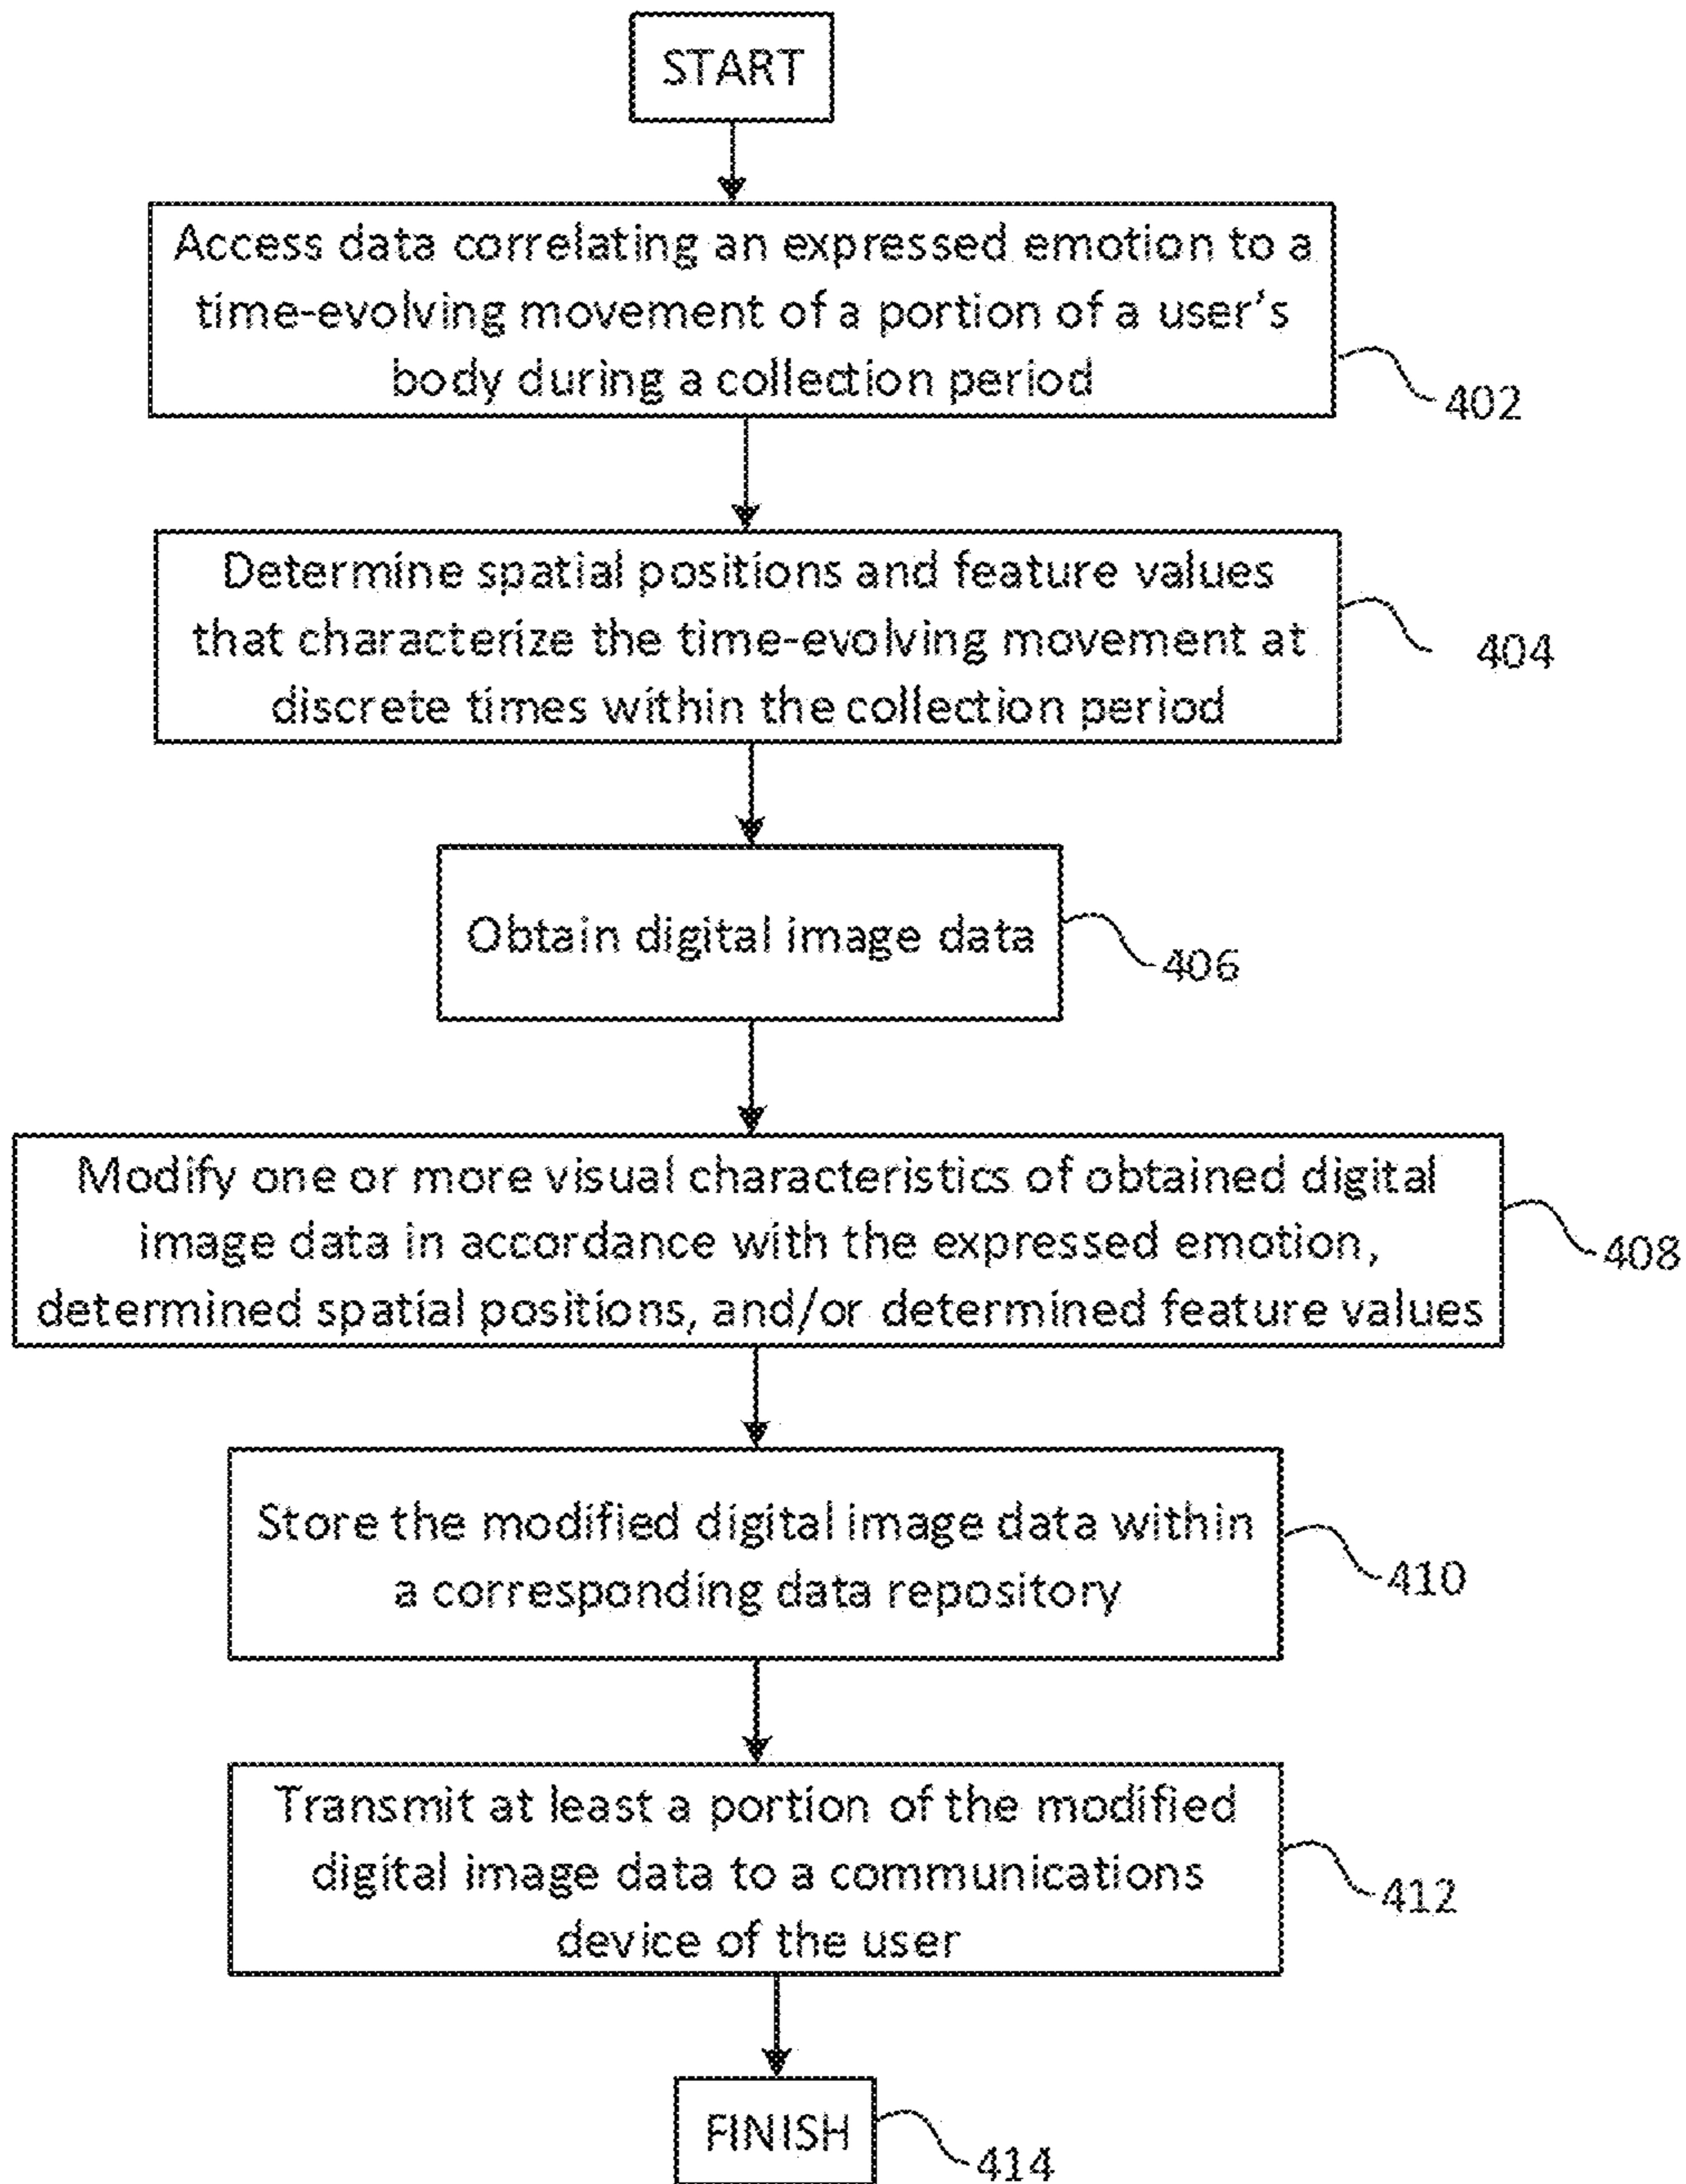 START
Access data correlating an expressed emotion to a
time-evolving movement of a portion of a user's
body during a collection period
402
Determine spatial positions and feature values
that characterize the time-evolving movement at
discrete times within the collection period
404
Obtain digital image data
406
Modify one or more visual characteristics of obtained digital
image data in accordance with the expressed emotion,
determined spatial positions, and/or determined feature values
408
Store the modified digital image data within
a corresponding data repository
410
Transmit at least a portion of the modified
digital image data to a communications
device of the user
412
FINISH
414